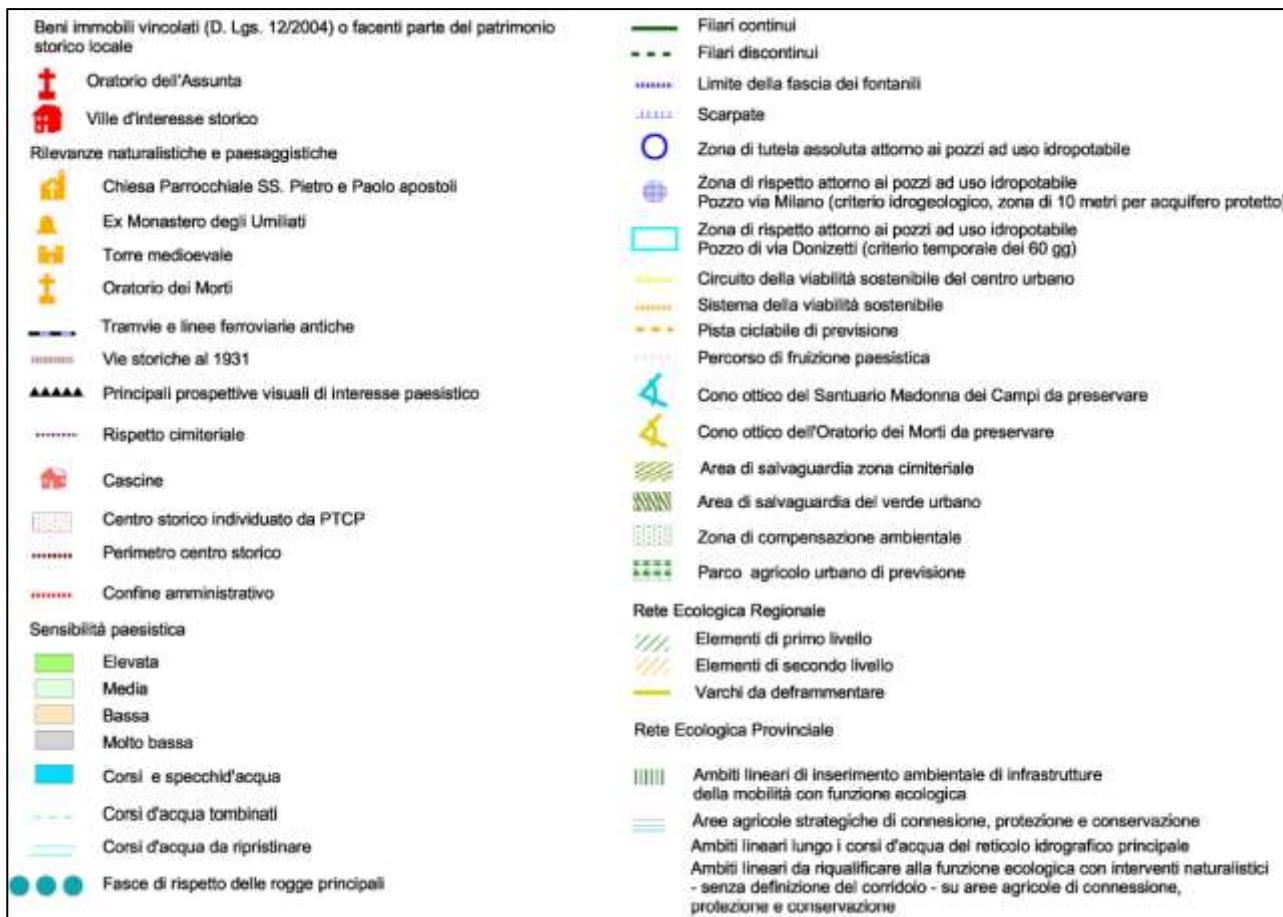 Beni immobili vincolati (D. Lgs. 12/2004) o facenti parte del patrimonio
storico locale
Oratorio dell'Assunta
Ville d'interesse storico
Rilevanze naturalistiche e paesaggistiche
Chiesa Parrocchiale SS. Pietro e Paolo apostoli
Ex Monastero degli Umiliati
Torre medioevale
Oratorio dei Morti
Tramvie e linee ferroviarie antiche
Vie storiche al 1931
Principali prospettive visuali di interesse paesistico
Rispetto cimiteriale
Cascine
Centro storico individuato da PTCP
Perimetro centro storico
Confine amministrativo
Sensibilità paesistica
Elevata
Media
Bassa
Molto bassa
Corsi e specchid'acqua
Corsi d'acqua tombinati
Corsi d'acqua da ripristinare
Fasce di rispetto delle rogge principali
Filari continui
Filari discontinui
Limite della fascia dei fontanili
Scarpate
Zona di tutela assoluta attorno ai pozzi ad uso idropotabile
Zona di rispetto attorno ai pozzi ad uso idropotabile
Pozzo via Milano (criterio idrogeologico, zona di 10 metri per acquifero protetto)
Zona di rispetto attorno ai pozzi ad uso idropotabile
Pozzo di via Donizetti (criterio temporale dei 60 gg)
Circuito della viabilità sostenibile del centro urbano
Sistema della viabilità sostenibile
Pista ciclabile di previsione
Percorso di fruizione paesistica
Cono ottico del Santuario Madonna dei Campi da preservare
Cono ottico dell'Oratorio dei Morti da preservare
Area di salvaguardia zona cimiteriale
Area di salvaguardia del verde urbano
Zona di compensazione ambientale
Parco agricolo urbano di previsione
Rete Ecologica Regionale
Elementi di primo livello
Elementi di secondo livello
Varchi da deframmentare
Rete Ecologica Provinciale
Ambiti lineari di inserimento ambientale di infrastrutture
della mobilità con funzione ecologica
Aree agricole strategiche di connesione, protezione e conservazione
Ambiti lineari lungo i corsi d'acqua del reticolo idrografico principale
Ambiti lineari da riqualificare alla funzione ecologica con interventi naturalistici
- senza definizione del corridoio - su aree agricole di connessione,
protezione e conservazione